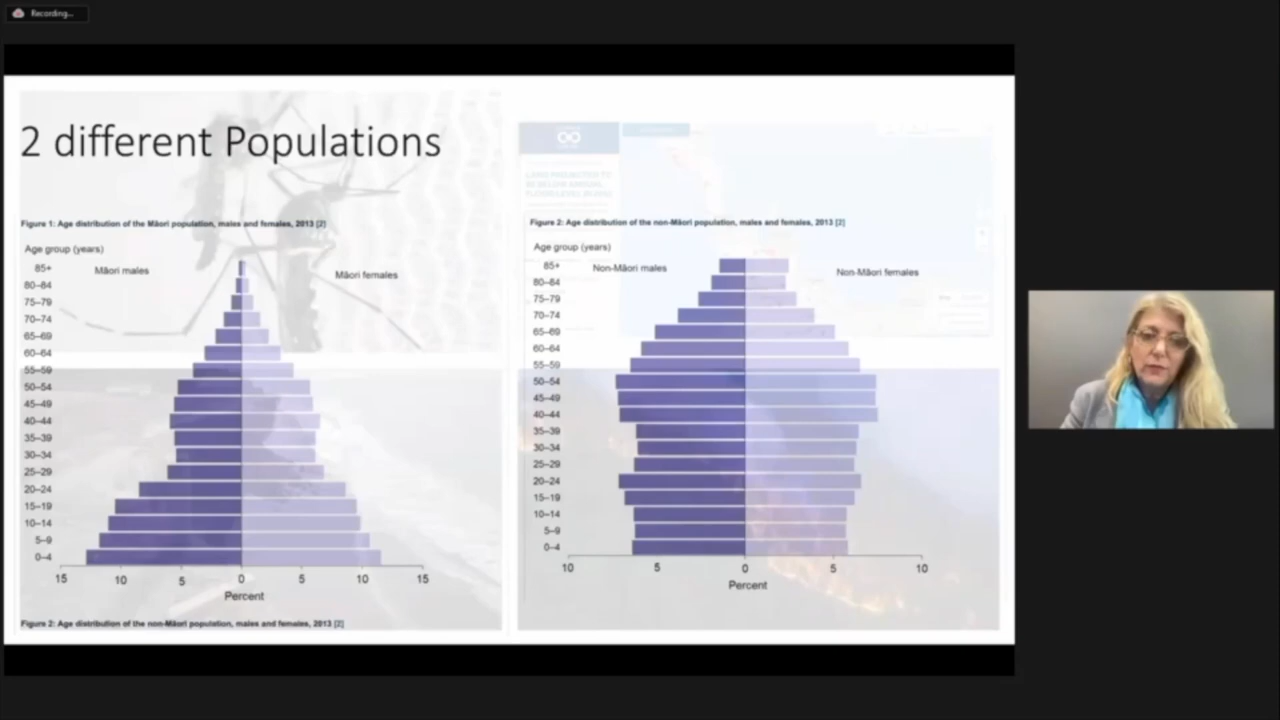 Recording...
2 different Populations
Figure 1: Age distribution of the Māori population, males and females, 2013 [2]
Age group (years)
Māori males
Māori females
85+
80–84
75–79
70–74
65–69
60–64
55–59
50–54
45–49
40–44
35–39
30–34
25–29
20–24
15–19
10–14
5–9
0–4
15 10 5 0 5 10 15
Percent
Figure 2: Age distribution of the non-Māori population, males and females, 2013 [2]
Figure 2: Age distribution of the non-Māori population, males and females, 2013 [2]
Age group (years)
Non-Māori males
Non-Māori females
85+
80–84
75–79
70–74
65–69
60–64
55–59
50–54
45–49
40–44
35–39
30–34
25–29
20–24
15–19
10–14
5–9
0–4
10 5 0 5 10
Percent